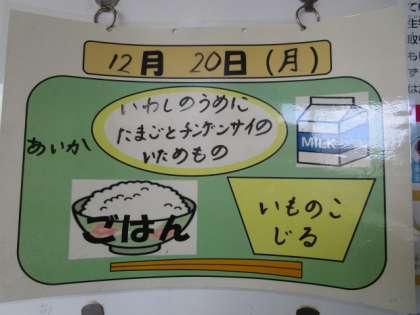 12月 20日(月)
いわしのうめに
たまごとチンゲンサイの
いためもの
あいか
MILK
ごはん
いものこ
じる